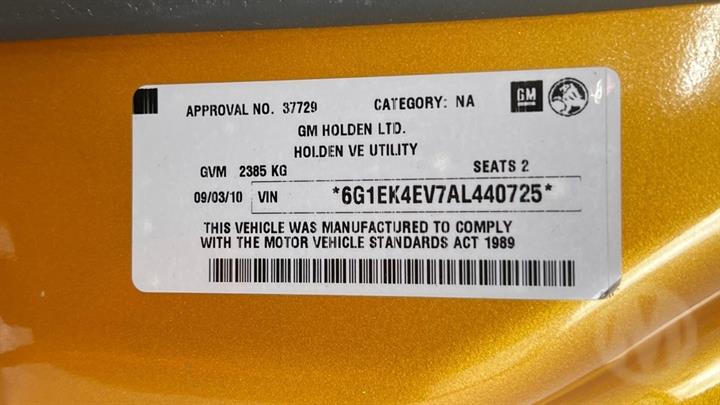 APPROVAL NO. 37729 CATEGORY: NA GM
GM HOLDEN LTD.
HOLDEN VE UTILITY
GVM 2385 KG SEATS 2
09/03/10 VIN *6G1EK4EV7AL440725*
THIS VEHICLE WAS MANUFACTURED TO COMPLY
WITH THE MOTOR VEHICLE STANDARDS ACT 1989